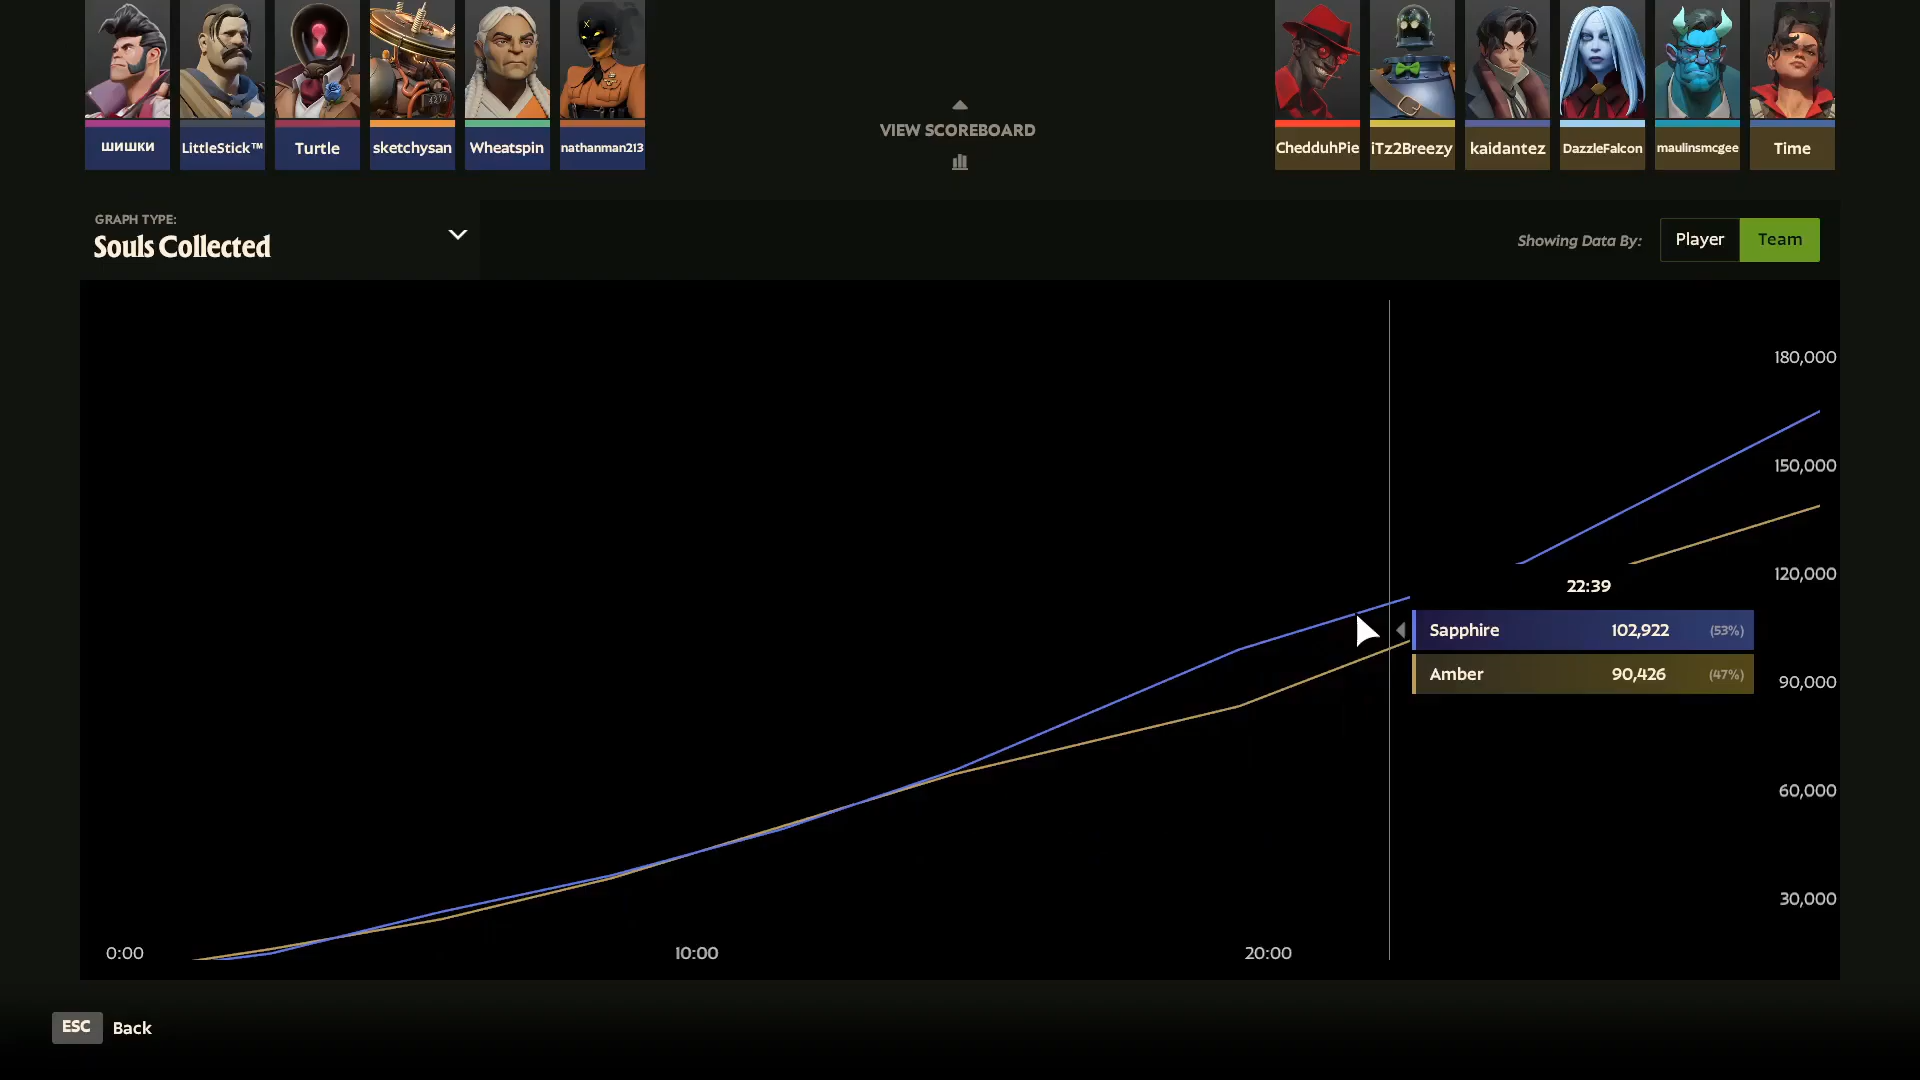 шишки
LittleStick™
Turtle
sketchysan
Wheatspin
nathanman213
VIEW SCOREBOARD
ChedduhPie
iTz2Breezy
kaidantez
DazzleFalcon
maulinsmcgee
Time
GRAPH TYPE:
Souls Collected
Showing Data By:
Player
Team
180,000
150,000
120,000
22:39
Sapphire 102,922 (53%)
Amber 90,426 (47%)
90,000
60,000
30,000
0:00
10:00
20:00
ESC Back